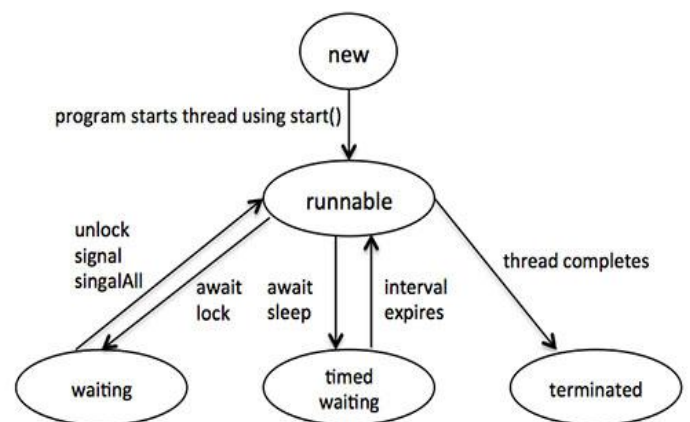 new
program starts thread using start()
runnable
unlock
signal
singalAll
await
lock
await
sleep
interval
expires
thread completes
waiting
timed
waiting
terminated